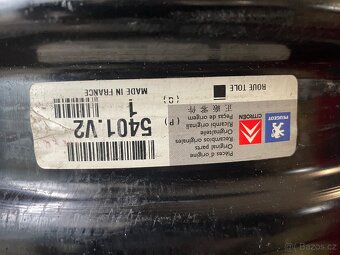 PEUGEOT
CITROËN
Pièces d'origine
Original parts
Recambios originales
Originalteile
Ricambi originali
Peças de origem
正廠零件
5401.V2
(P) 1
(Q)
ROUE TOLE
MADE IN FRANCE
bazos.cz